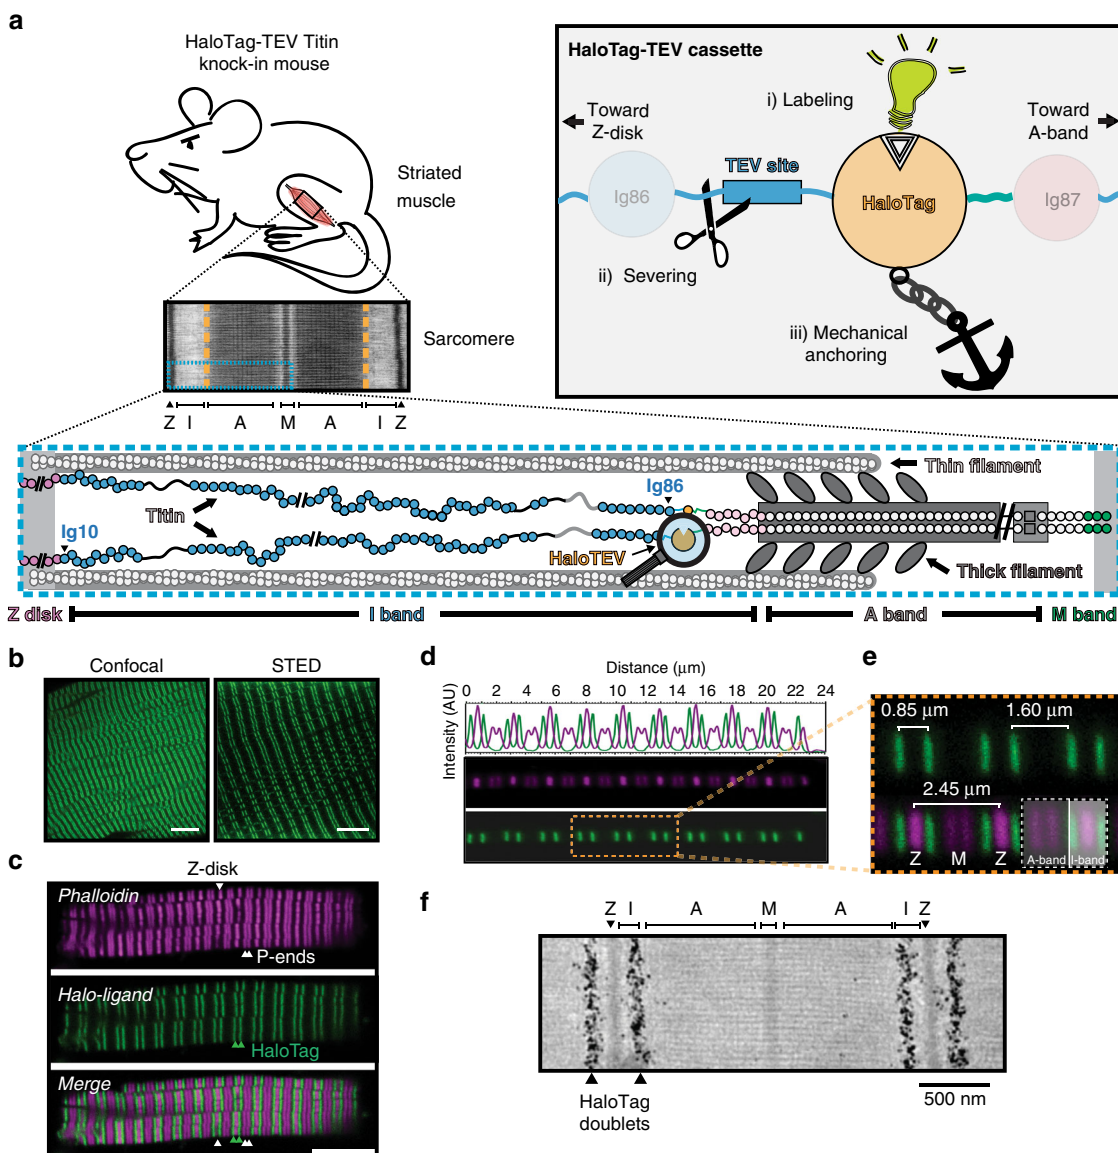 a
HaloTag-TEV Titin
knock-in mouse
Striated
muscle
Sarcomere
Z I A M A I Z
HaloTag-TEV cassette
i) Labeling
Toward
Z-disk
Toward
A-band
TEV site
Ig86
HaloTag
Ig87
ii) Severing
iii) Mechanical
anchoring
Thin filament
Ig86
Titin
Ig10
HaloTEV
Thick filament
Z disk
I band
A band
M band
b
Confocal
STED
c
Z-disk
Phalloidin
P-ends
Halo-ligand
HaloTag
Merge
d
Distance (μm)
0 2 4 6 8 10 12 14 16 18 20 22 24
Intensity (AU)
e
0.85 μm
1.60 μm
2.45 μm
Z M Z
A-band
I-band
f
Z I A M A I Z
HaloTag
doublets
500 nm